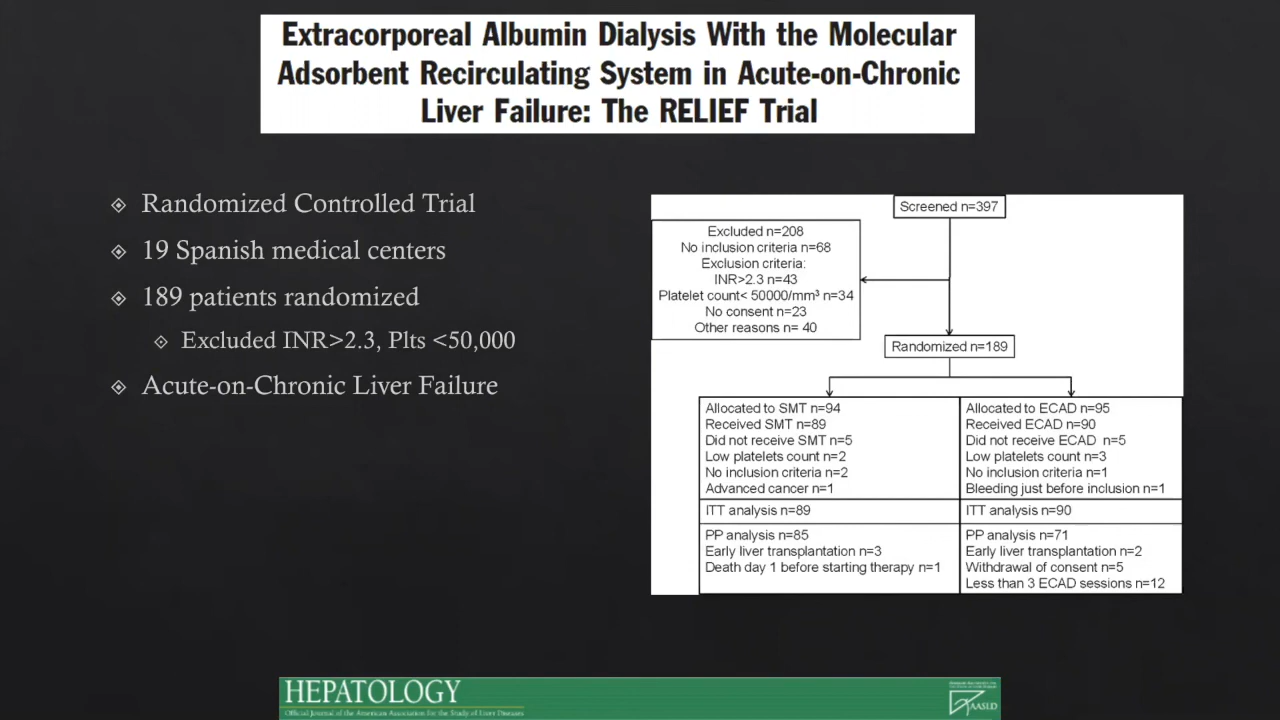 Extracorporeal Albumin Dialysis With the Molecular
Adsorbent Recirculating System in Acute-on-Chronic
Liver Failure: The RELIEF Trial
Randomized Controlled Trial
19 Spanish medical centers
189 patients randomized
Excluded INR>2.3, Plts <50,000
Acute-on-Chronic Liver Failure
Screened n=397
Excluded n=208
No inclusion criteria n=68
Exclusion criteria:
INR>2.3 n=43
Platelet count< 50000/mm³ n=34
No consent n=23
Other reasons n= 40
Randomized n=189
Allocated to SMT n=94
Received SMT n=89
Did not receive SMT n=5
Low platelets count n=2
No inclusion criteria n=2
Advanced cancer n=1
ITT analysis n=89
PP analysis n=85
Early liver transplantation n=3
Death day 1 before starting therapy n=1
Allocated to ECAD n=95
Received ECAD n=90
Did not receive ECAD n=5
Low platelets count n=3
No inclusion criteria n=1
Bleeding just before inclusion n=1
ITT analysis n=90
PP analysis n=71
Early liver transplantation n=2
Withdrawal of consent n=5
Less than 3 ECAD sessions n=12
HEPATOLOGY
Official Journal of the American Association for the Study of Liver Diseases
AASLD